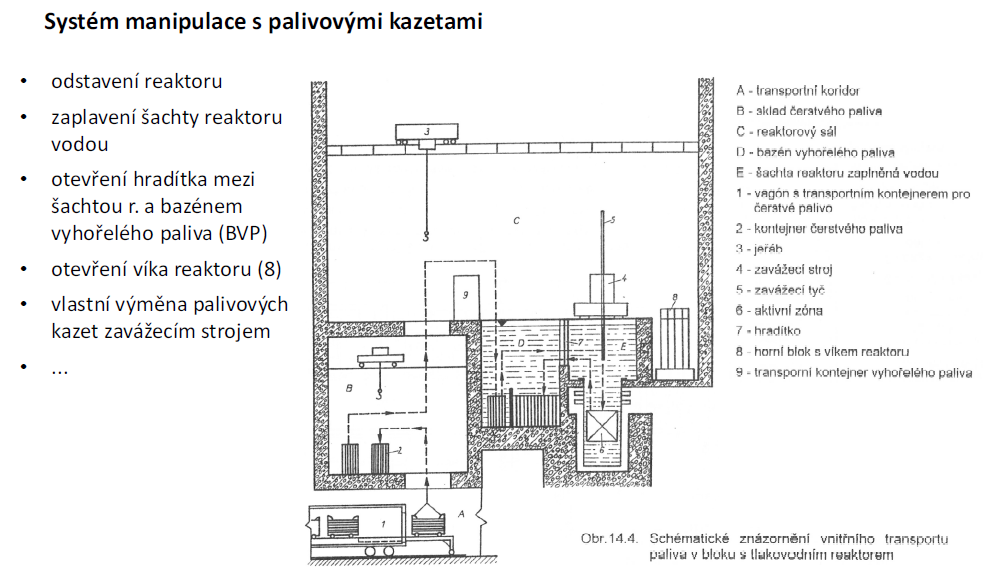 Systém manipulace s palivovými kazetami
• odstavení reaktoru
• zaplavení šachty reaktoru
vodou
• otevření hradítka mezi
šachtou r. a bazénem
vyhořelého paliva (BVP)
• otevření víka reaktoru (8)
• vlastní výměna palivových
kazet zavážecím strojem
• ...
3
C
5
4
9
8
D
7
E
B
2
6
1
A
A - transportní koridor
B - sklad čerstvého paliva
C - reaktorový sál
D - bazén vyhořelého paliva
E - šachta reaktoru zaplněná vodou
1 - vagón s transportním kontejnerem pro
čerstvé palivo
2 - kontejner čerstvého paliva
3 - jeřáb
4 - zavážecí stroj
5 - zavážecí tyč
6 - aktivní zóna
7 - hradítko
8 - horní blok s víkem reaktoru
9 - transporní kontejner vyhořelého paliva
Obr.14.4. Schématické znázornění vnitřního transportu
paliva v bloku s tlakovodním reaktorem